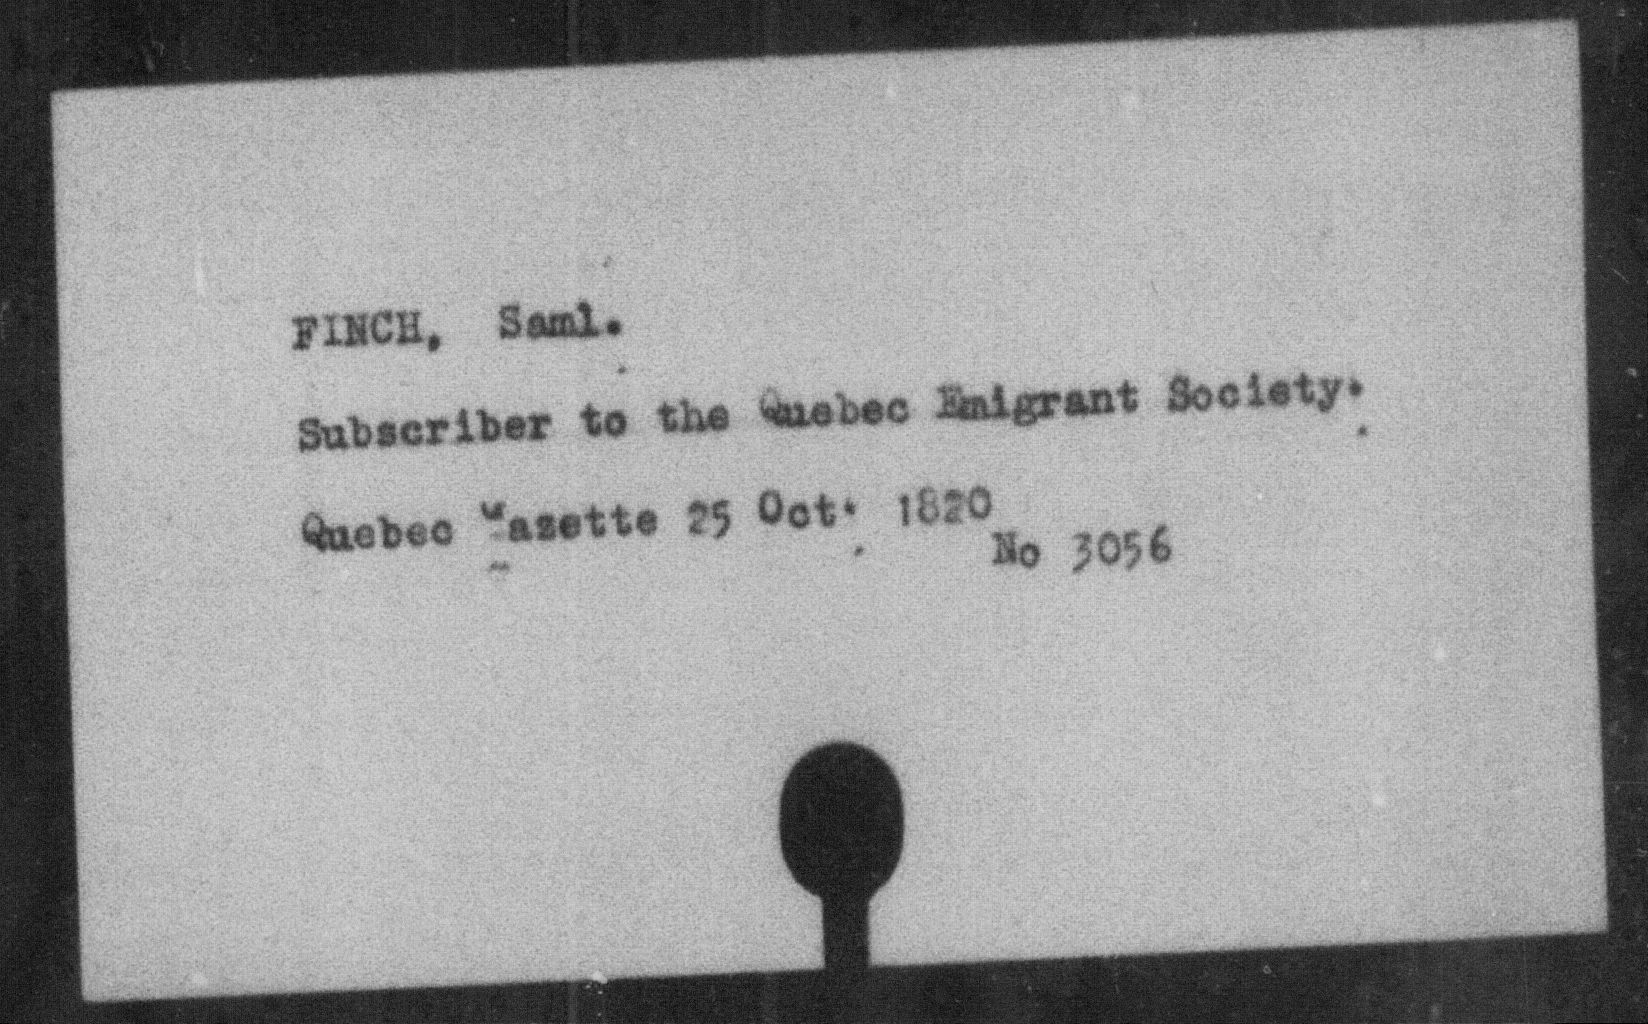 FINCH, Saml.
Subscriber to the Quebec Emigrant Society.
Quebec Gazette 25 Oct. 1820
No 3056